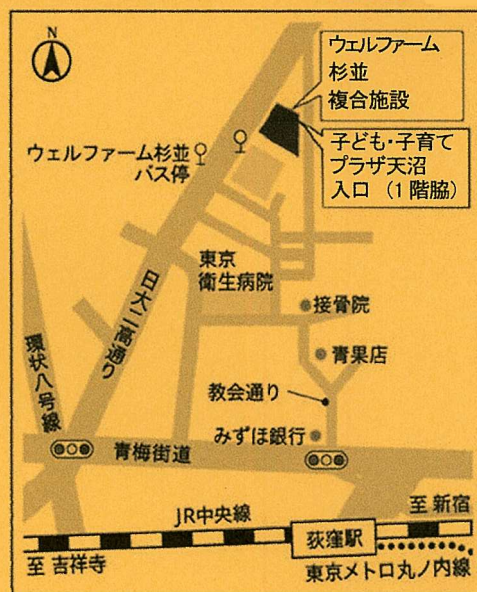 N
ウェルファーム
杉並
複合施設
子ども・子育て
プラザ天沼
入口 (1階脇)
ウェルファーム杉並
バス停
東京
衛生病院
日大二高通り
接骨院
環状八号線
青果店
教会通り
みずほ銀行
青梅街道
至 新宿
JR中央線
荻窪駅
至 吉祥寺
東京メトロ丸ノ内線